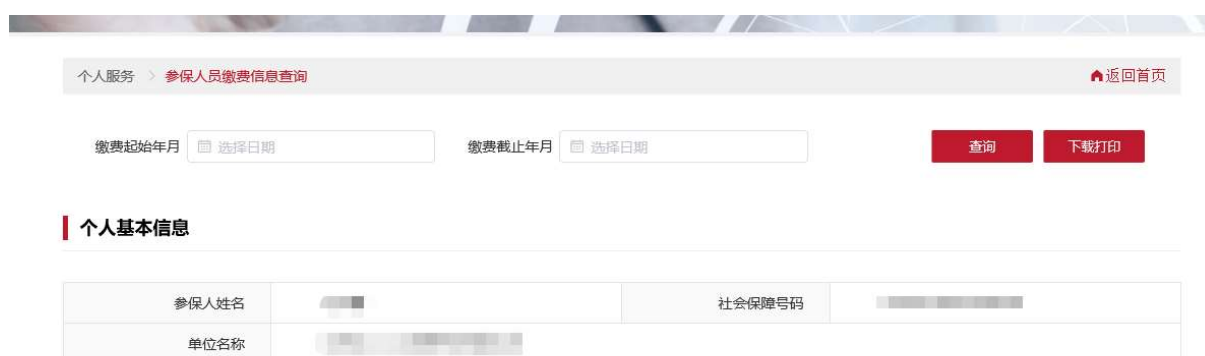 个人服务 > 参保人员缴费信息查询 返回首页
缴费起始年月 选择日期 缴费截止年月 选择日期 查询 下载打印
个人基本信息
参保人姓名 社会保障号码
单位名称